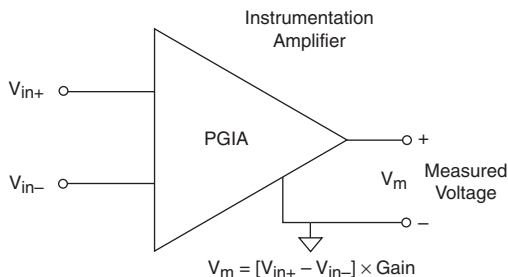 Instrumentation
Amplifier
Vin+
PGIA
+
Vm
Measured
Voltage
Vin–
–
Vm = [Vin+ – Vin–] × Gain